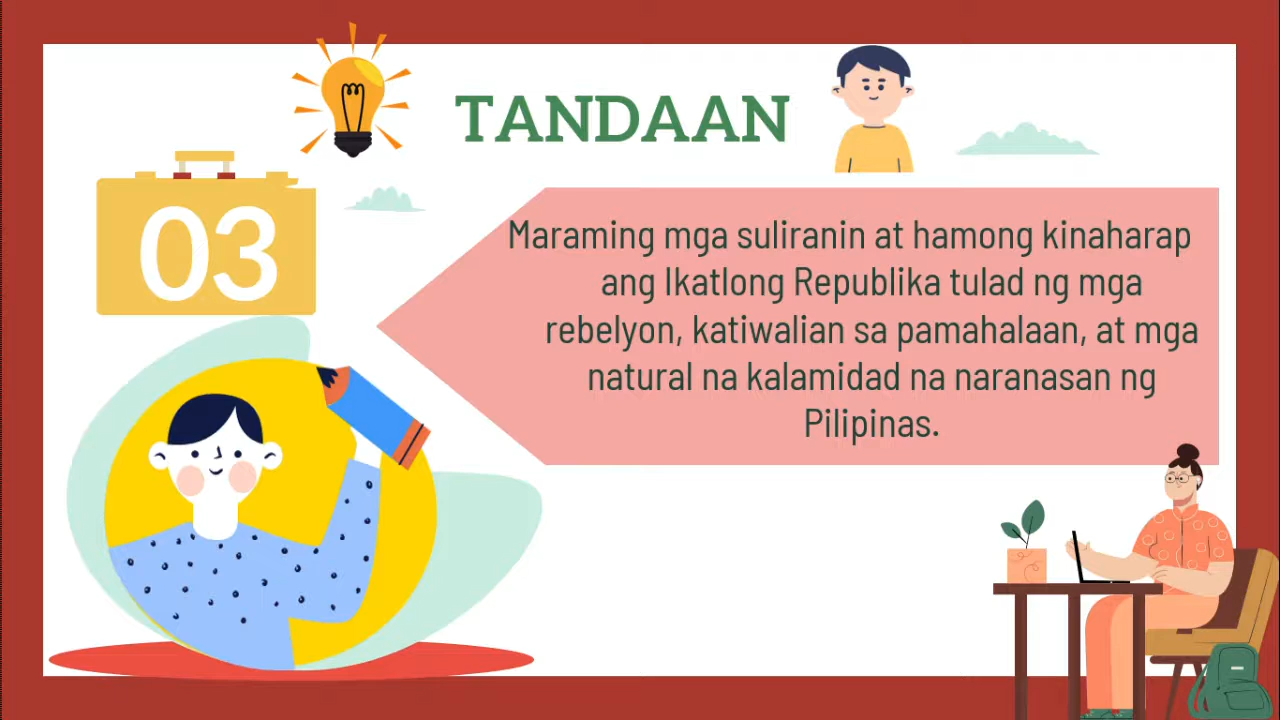 TANDAAN
03
Maraming mga suliranin at hamong kinaharap
ang Ikatlong Republika tulad ng mga
rebelyon, katiwalian sa pamahalaan, at mga
natural na kalamidad na naranasan ng
Pilipinas.